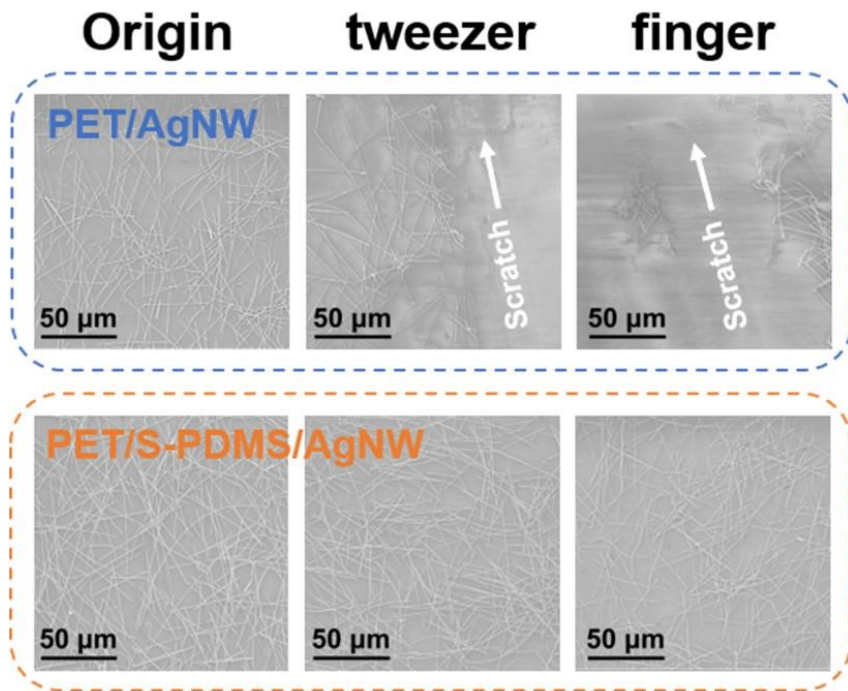 Origin tweezer finger
PET/AgNW
Scratch
Scratch
50 µm 50 µm 50 µm
PET/S-PDMS/AgNW
50 µm 50 µm 50 µm